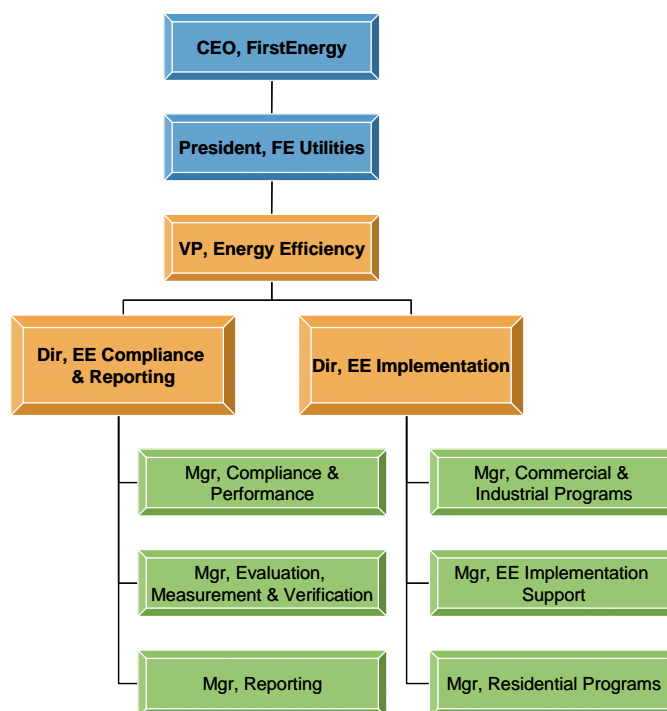 CEO, FirstEnergy
President, FE Utilities
VP, Energy Efficiency
Dir, EE Compliance
& Reporting
Dir, EE Implementation
Mgr, Compliance &
Performance
Mgr, Commercial &
Industrial Programs
Mgr, Evaluation,
Measurement & Verification
Mgr, EE Implementation
Support
Mgr, Reporting
Mgr, Residential Programs